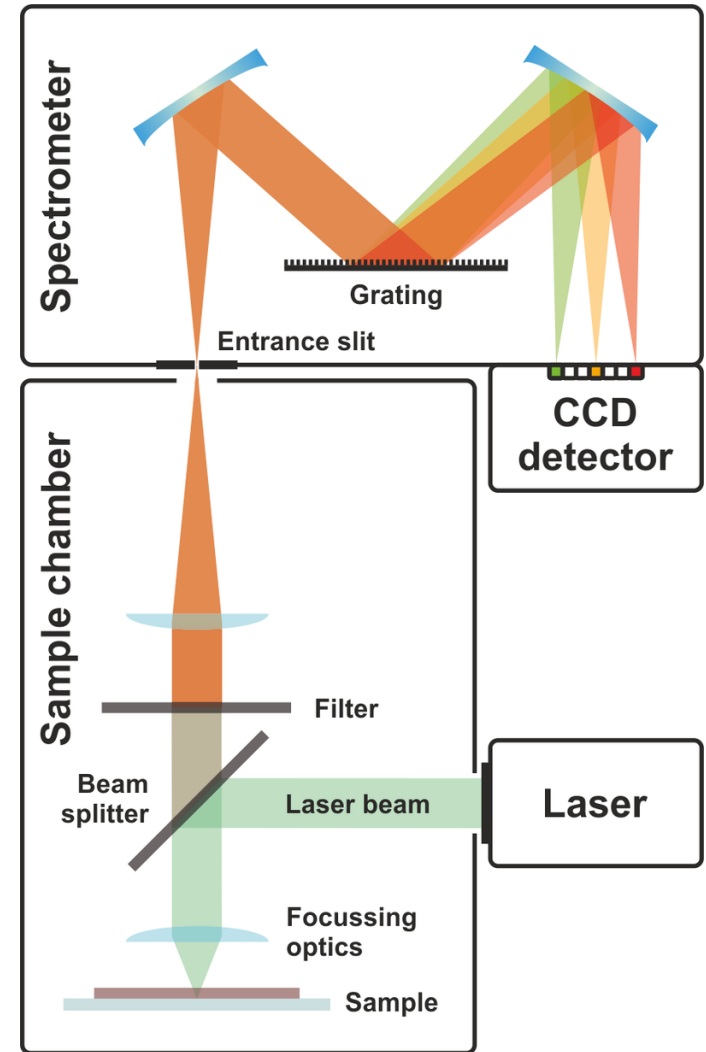 Spectrometer
Grating
Entrance slit
CCD
detector
Sample chamber
Filter
Beam
splitter
Laser beam
Laser
Focussing
optics
Sample